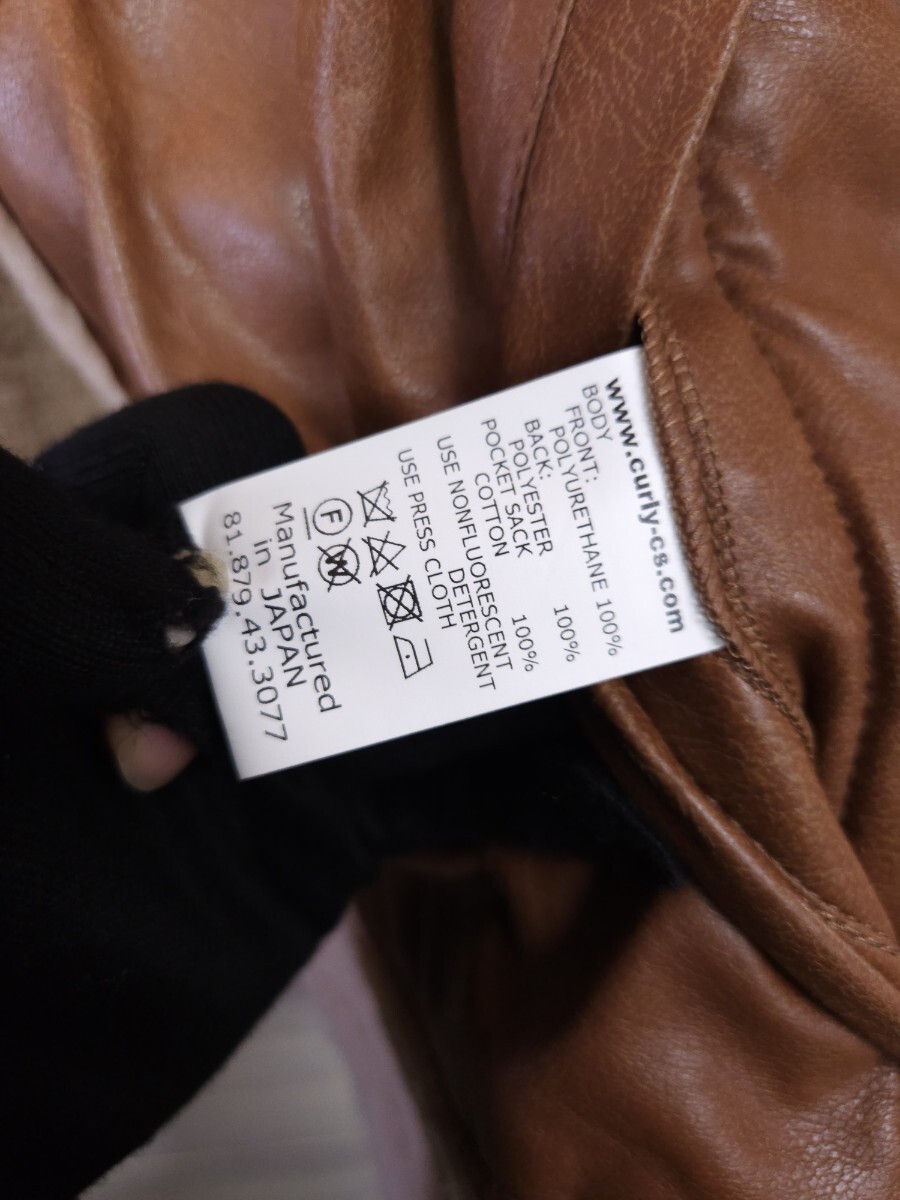 www.curly-cs.com
BODY
FRONT:
POLYURETHANE 100%
BACK:
POLYESTER 100%
POCKET SACK
COTTON 100%
USE NONFLUORESCENT
DETERGENT
USE PRESS CLOTH
F W
Manufactured
in JAPAN
81.879.43.3077